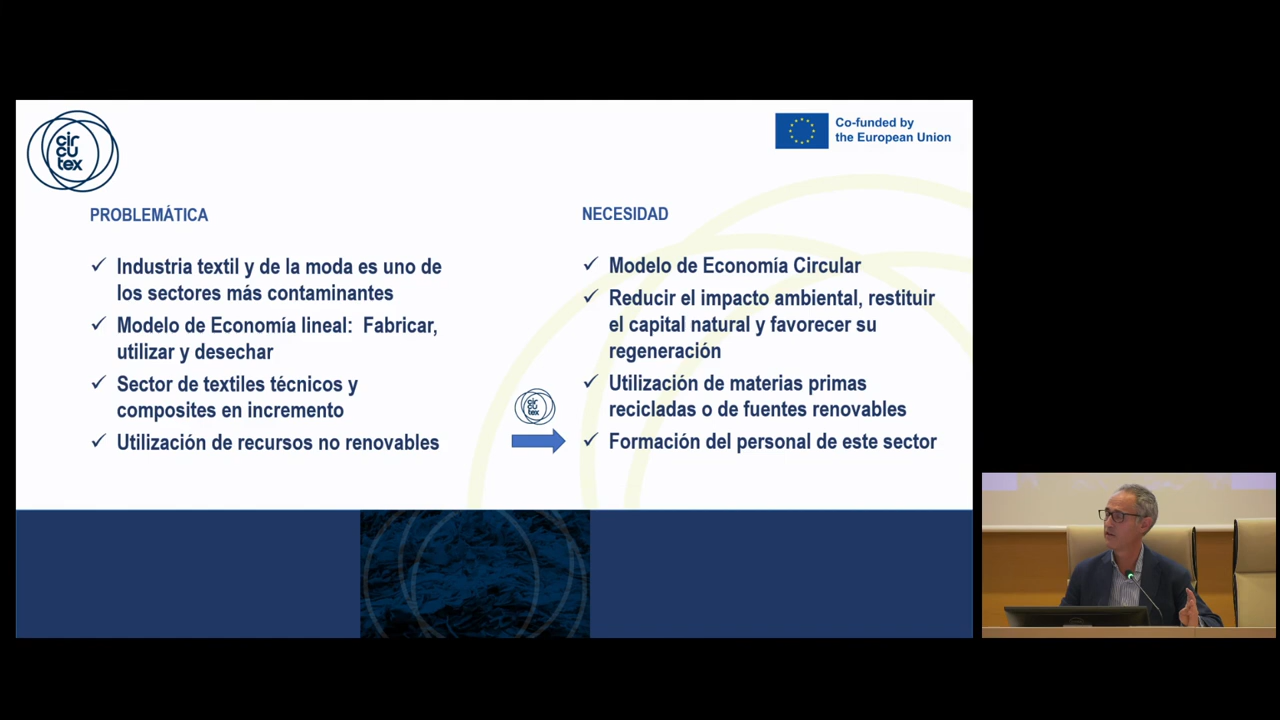 cir
cu
tex
Co-funded by
the European Union
PROBLEMÁTICA
✓ Industria textil y de la moda es uno de
los sectores más contaminantes
✓ Modelo de Economía lineal: Fabricar,
utilizar y desechar
✓ Sector de textiles técnicos y
composites en incremento
✓ Utilización de recursos no renovables
cir
cu
tex
NECESIDAD
✓ Modelo de Economía Circular
✓ Reducir el impacto ambiental, restituir
el capital natural y favorecer su
regeneración
✓ Utilización de materias primas
recicladas o de fuentes renovables
✓ Formación del personal de este sector